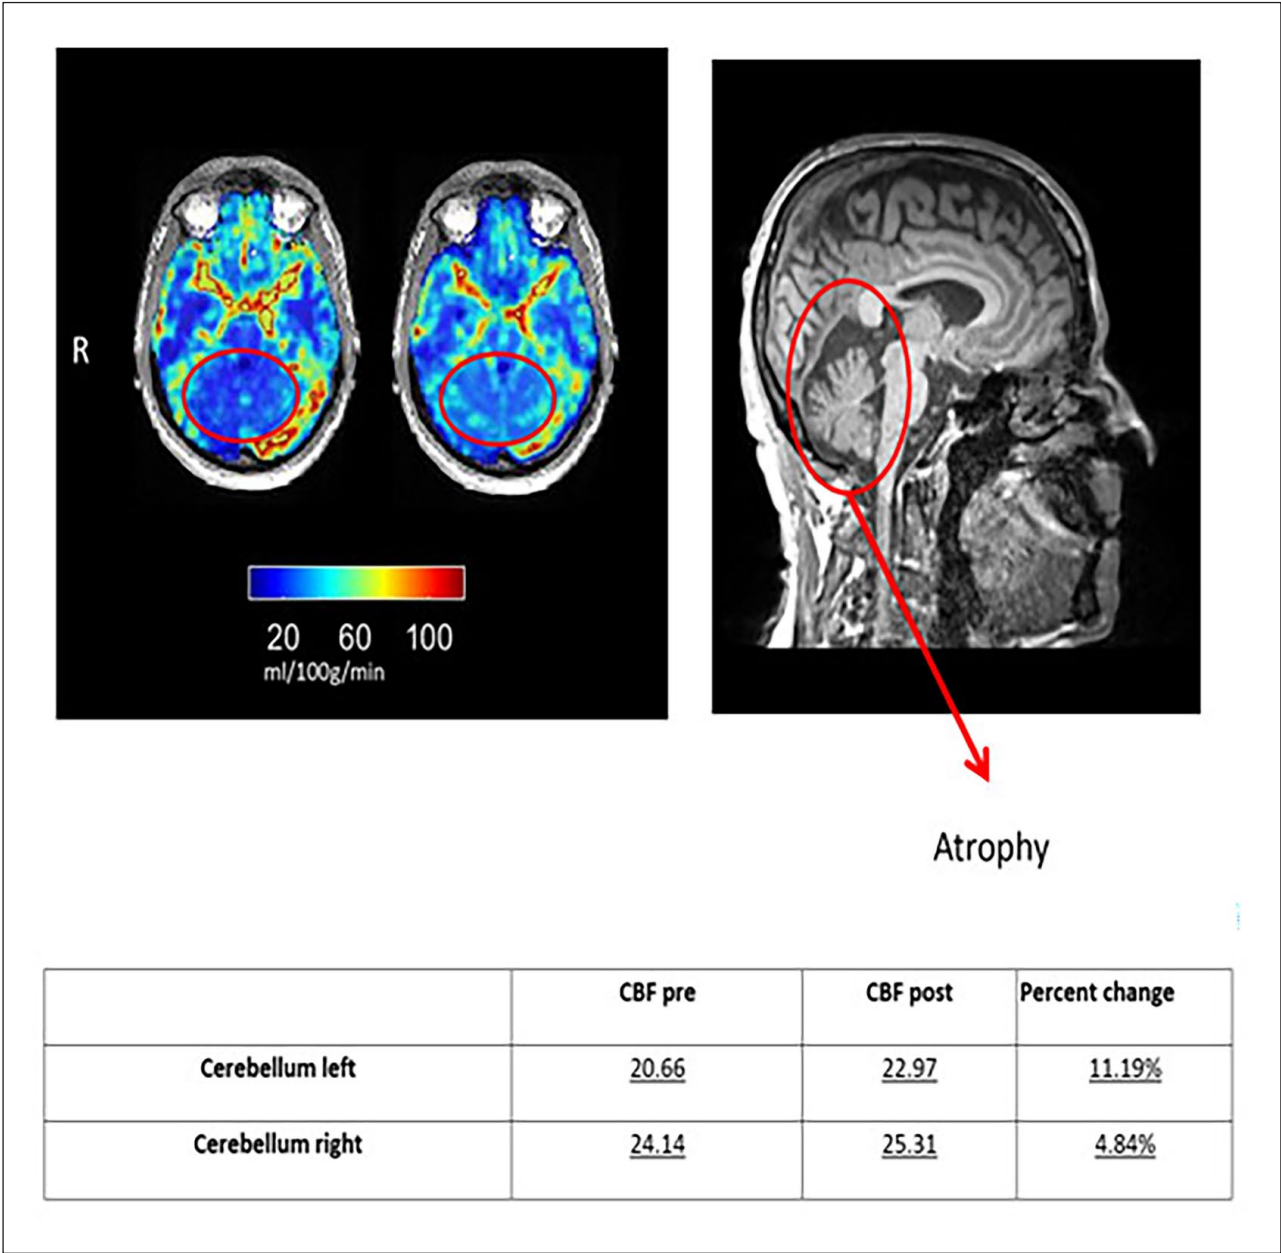 R
20 60 100
ml/100g/min
Atrophy
CBF pre CBF post Percent change
Cerebellum left 20.66 22.97 11.19%
Cerebellum right 24.14 25.31 4.84%